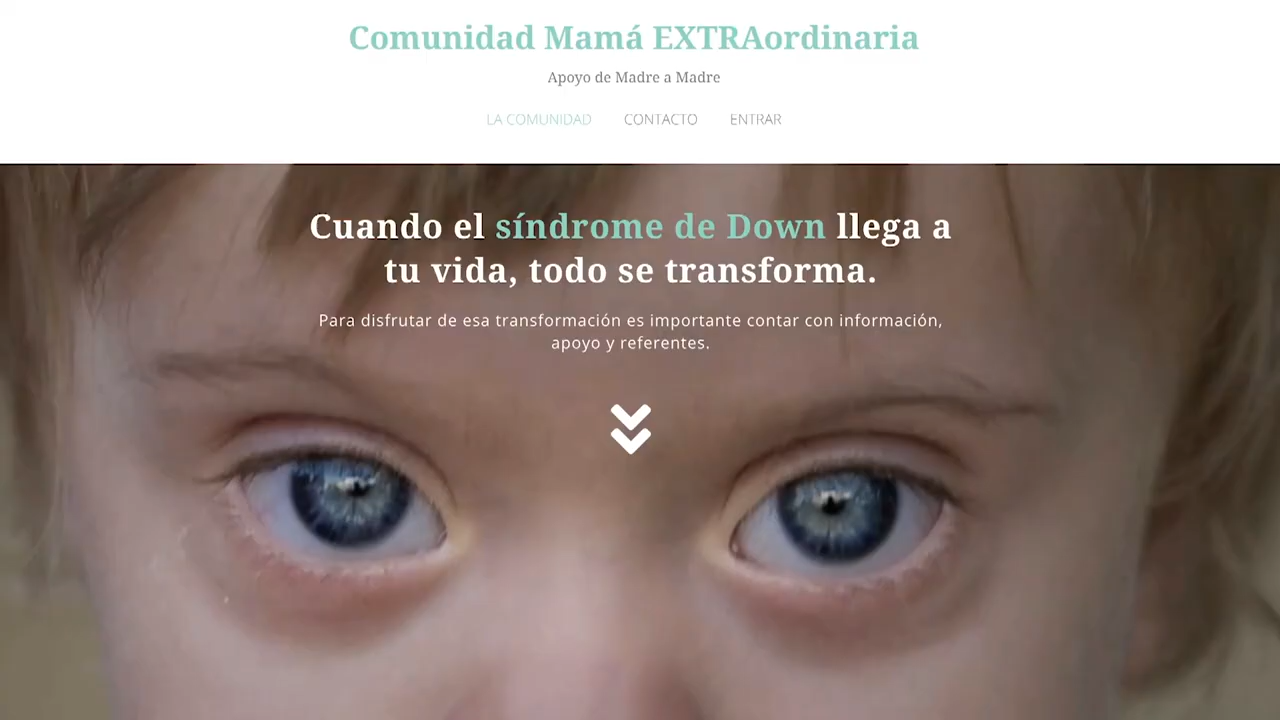 Comunidad Mamá EXTRAordinaria
Apoyo de Madre a Madre
LA COMUNIDAD CONTACTO ENTRAR
Cuando el síndrome de Down llega a
tu vida, todo se transforma.
Para disfrutar de esa transformación es importante contar con información,
apoyo y referentes.